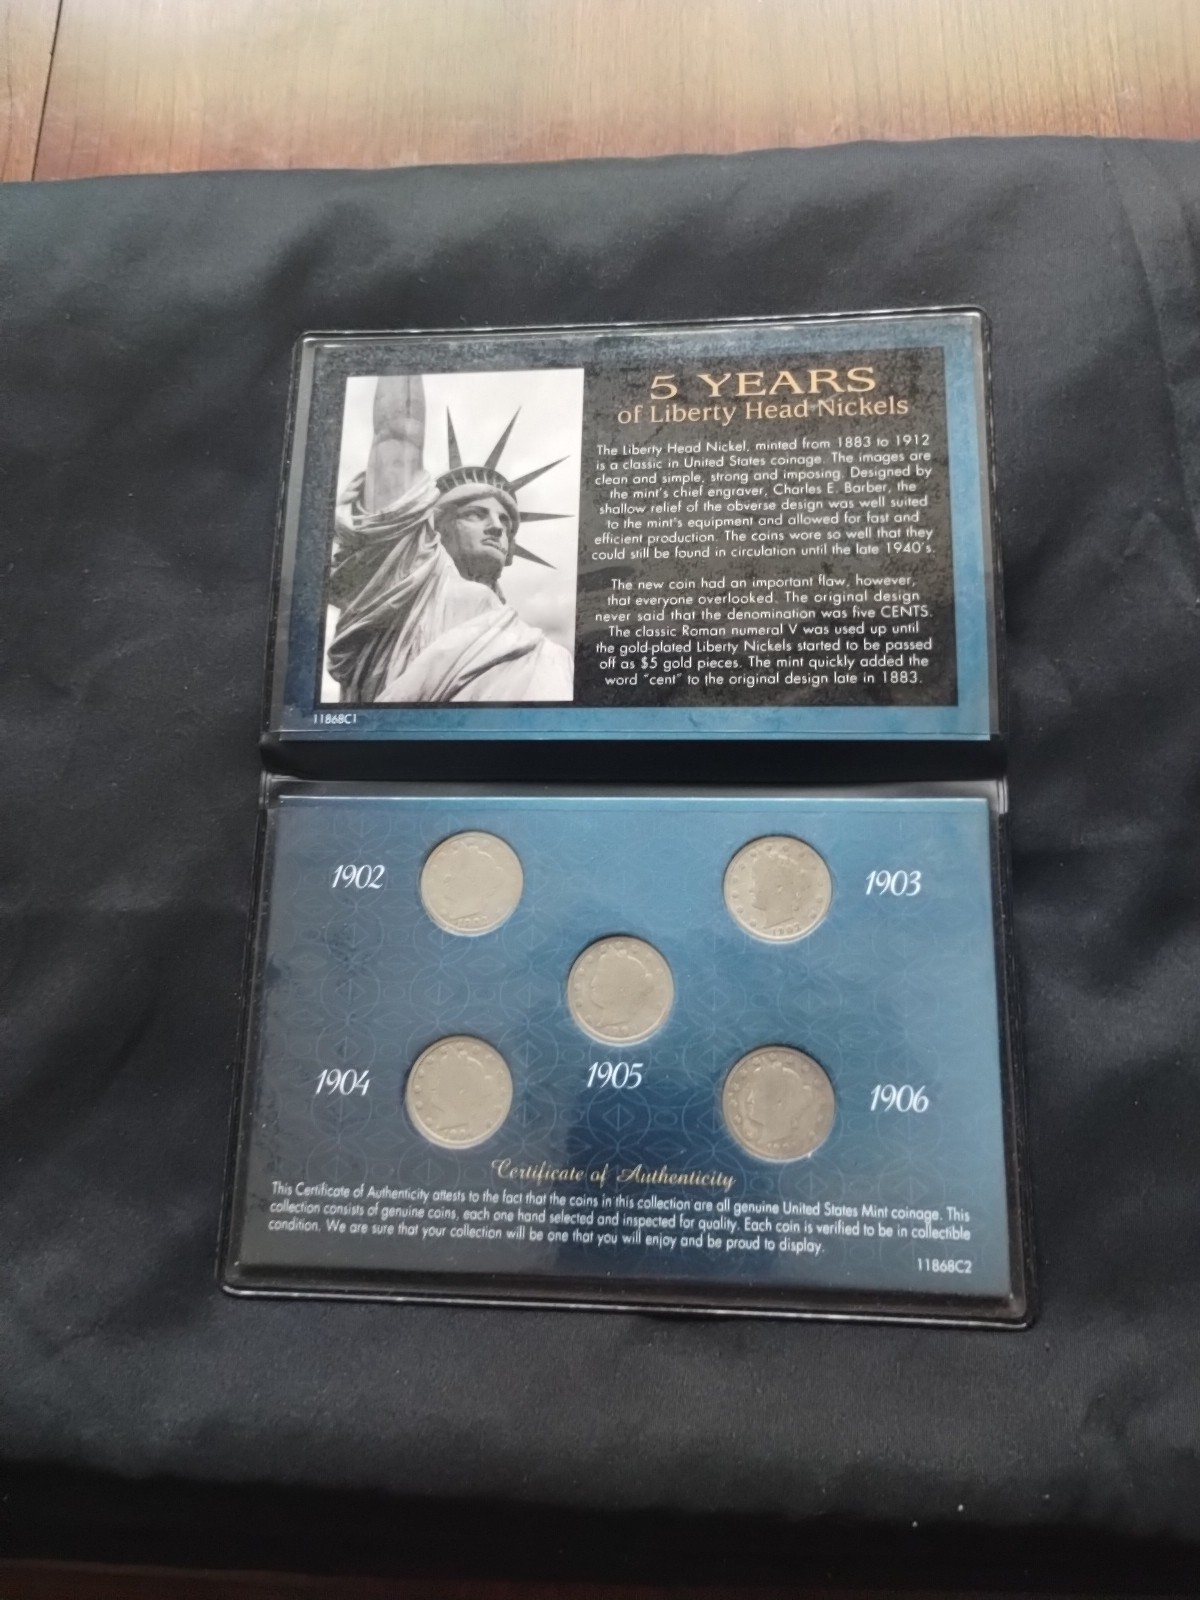 5 YEARS
of Liberty Head Nickels
The Liberty Head Nickel, minted from 1883 to 1912
is a classic in United States coinage. The images are
clean and simple, strong and imposing. Designed by
the mint's chief engraver, Charles E. Barber, the
shallow relief of the obverse design was well suited
to the mint's equipment and allowed for fast and
efficient production. The coins wore so well that they
could still be found in circulation until the late 1940's.
The new coin had an important flaw, however,
that everyone overlooked. The original design
never said that the denomination was five CENTS.
The classic Roman numeral V was used up until
the gold-plated Liberty Nickels started to be passed
off as $5 gold pieces. The mint quickly added the
word "cent" to the original design late in 1883.
11868C1
1902
1903
1904
1905
1906
Certificate of Authenticity
This Certificate of Authenticity attests to the fact that the coins in this collection are all genuine United States Mint coinage. This
collection consists of genuine coins, each one hand selected and inspected for quality. Each coin is verified to be in collectible
condition. We are sure that your collection will be one that you will enjoy and be proud to display.
11868C2